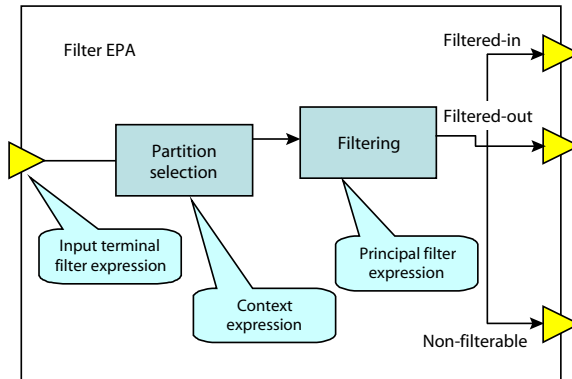 Filter EPA
Filtered-in
Filtered-out
Partition
selection
Filtering
Input terminal
filter expression
Context
expression
Principal filter
expression
Non-filterable